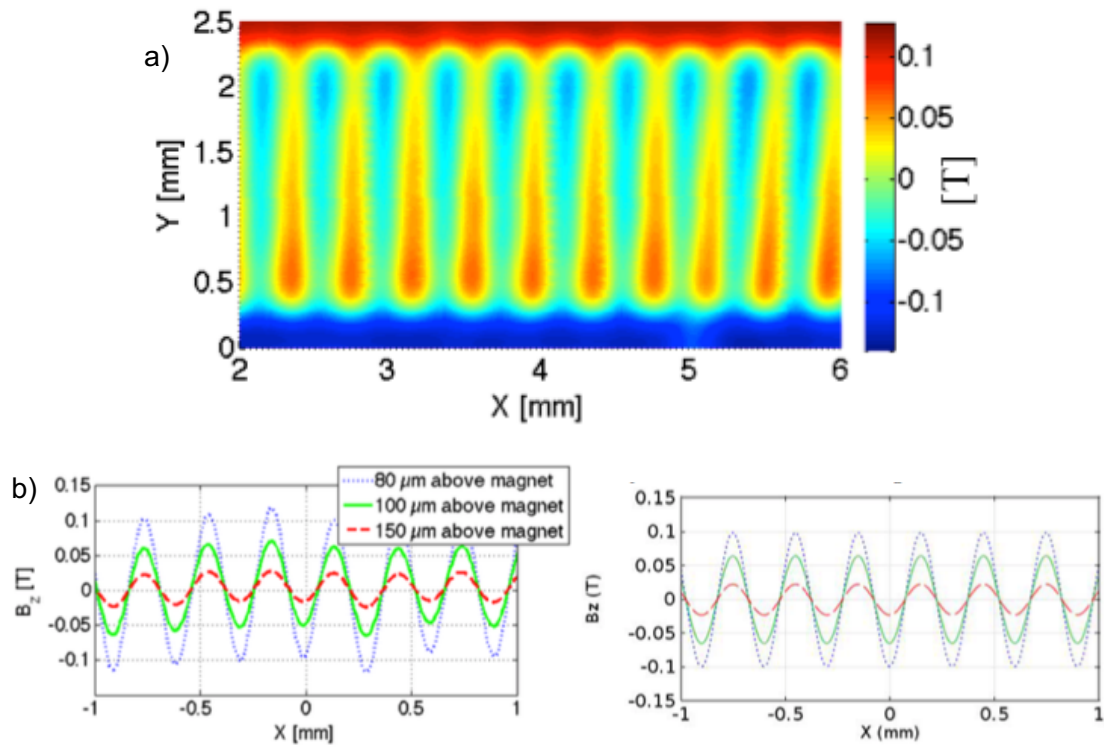 a)
2.5
2
1.5
1
0.5
0
Y [mm]
2 3 4 5 6
X [mm]
0.1
0.05
0
-0.05
-0.1
[T]
b)
80 µm above magnet
100 µm above magnet
150 µm above magnet
0.15
0.1
0.05
0
-0.05
-0.1
Bz [T]
-1 -0.5 0 0.5 1
X [mm]
0.15
0.1
0.05
0
-0.05
-0.1
-0.15
Bz (T)
-1 -0.5 0 0.5 1
X (mm)